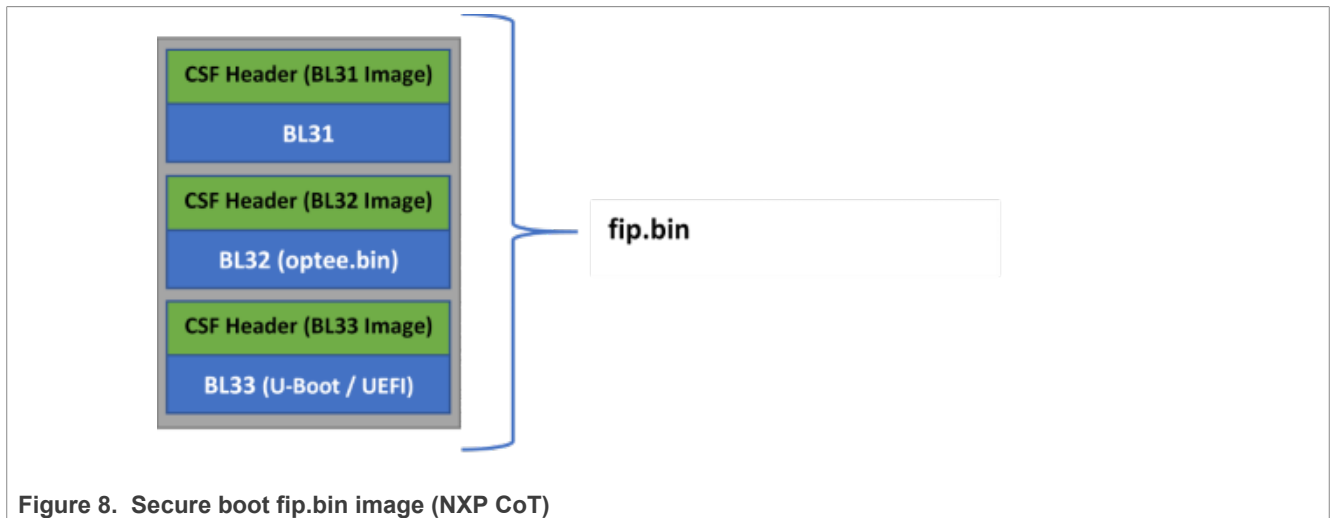 CSF Header (BL31 Image)
BL31
CSF Header (BL32 Image)
BL32 (optee.bin)
CSF Header (BL33 Image)
BL33 (U-Boot / UEFI)
fip.bin
Figure 8. Secure boot fip.bin image (NXP CoT)